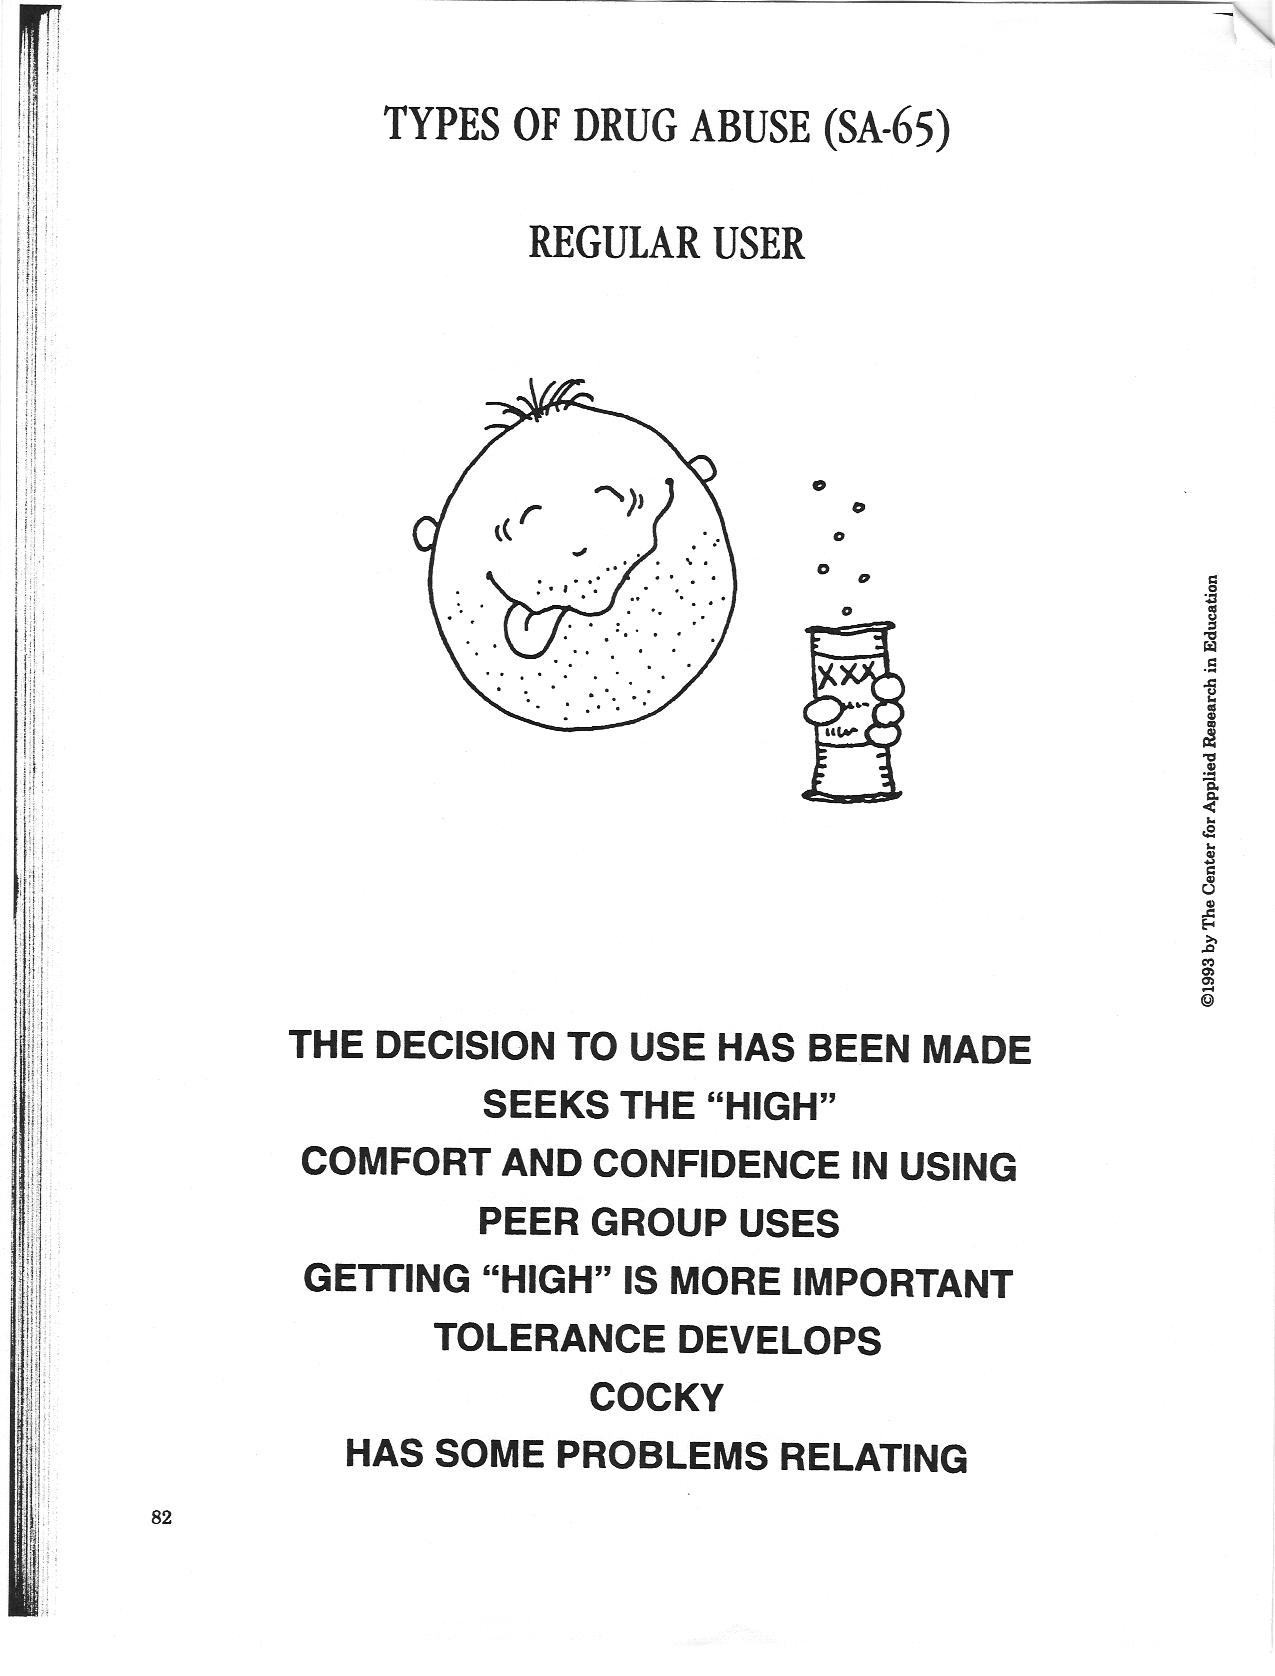 TYPES OF DRUG ABUSE (SA-65)
REGULAR USER
XXX
©1993 by The Center for Applied Research in Education
THE DECISION TO USE HAS BEEN MADE
SEEKS THE “HIGH”
COMFORT AND CONFIDENCE IN USING
PEER GROUP USES
GETTING “HIGH” IS MORE IMPORTANT
TOLERANCE DEVELOPS
COCKY
HAS SOME PROBLEMS RELATING
82